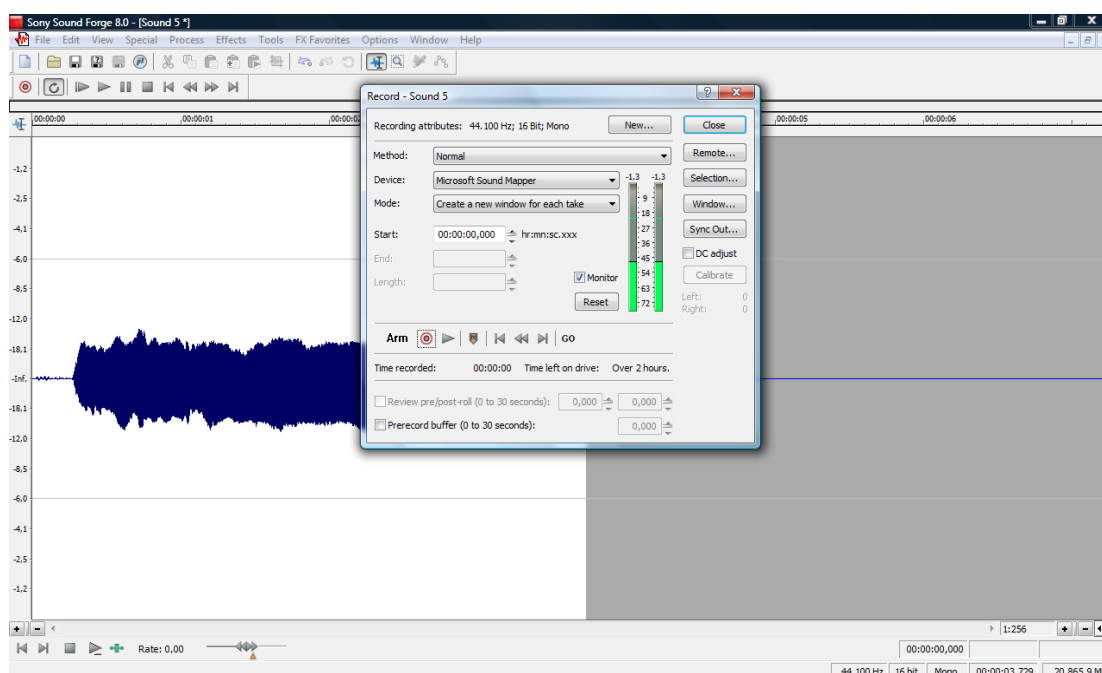 Sony Sound Forge 8.0 - [Sound 5 *]
File Edit View Special Process Effects Tools FX Favorites Options Window Help
Record - Sound 5
00:00:00 ,00:00:01 ,00:00:02 ,00:00:05 ,00:00:06
Recording attributes: 44.100 Hz; 16 Bit; Mono New... Close
Method: Normal Remote...
Device: Microsoft Sound Mapper -1,3 -1,3 Selection...
Mode: Create a new window for each take Window...
Start: 00:00:00,000 hr:mn:sc.xxx Sync Out...
End: DC adjust
Length: Monitor Calibrate
Reset
Left: 0
Right: 0
9
18
27
36
45
54
63
72
Arm GO
Time recorded: 00:00:00 Time left on drive: Over 2 hours.
Review pre/post-roll (0 to 30 seconds): 0,000 0,000
Prerecord buffer (0 to 30 seconds): 0,000
-1,2
-2,5
-4,1
-6,0
-8,5
-12,0
-18,1
-Inf.
-18,1
-12,0
-8,5
-6,0
-4,1
-2,5
-1,2
1:256
Rate: 0,00 00:00:00,000
44.100 Hz 16 bit Mono 00:00:03,729 20.865,9 M